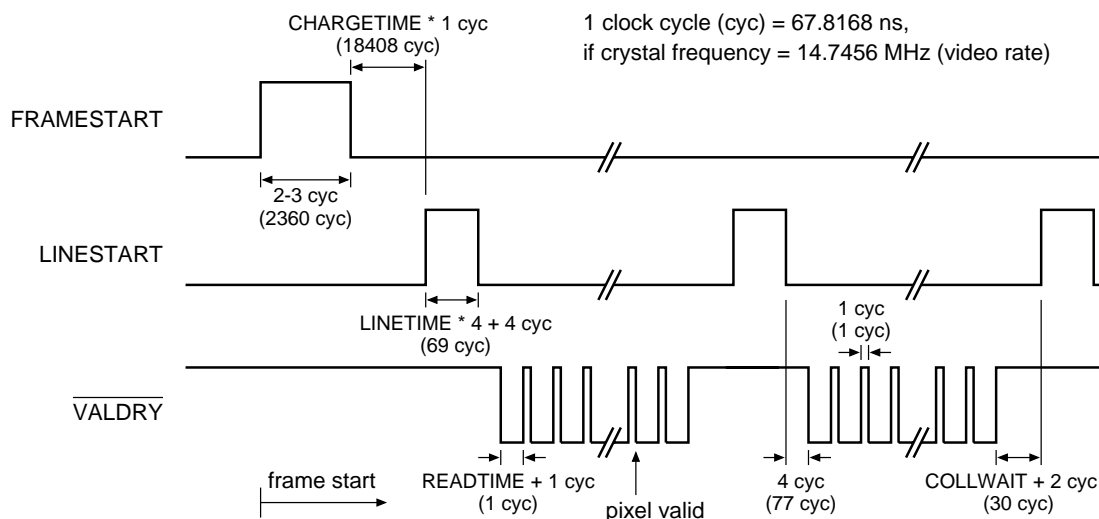 CHARGETIME * 1 cyc
(18408 cyc)
1 clock cycle (cyc) = 67.8168 ns,
if crystal frequency = 14.7456 MHz (video rate)
FRAMESTART
2-3 cyc
(2360 cyc)
LINESTART
LINETIME * 4 + 4 cyc
(69 cyc)
1 cyc
(1 cyc)
VALDRY
frame start
READTIME + 1 cyc
(1 cyc)
pixel valid
4 cyc
(77 cyc)
COLLWAIT + 2 cyc
(30 cyc)